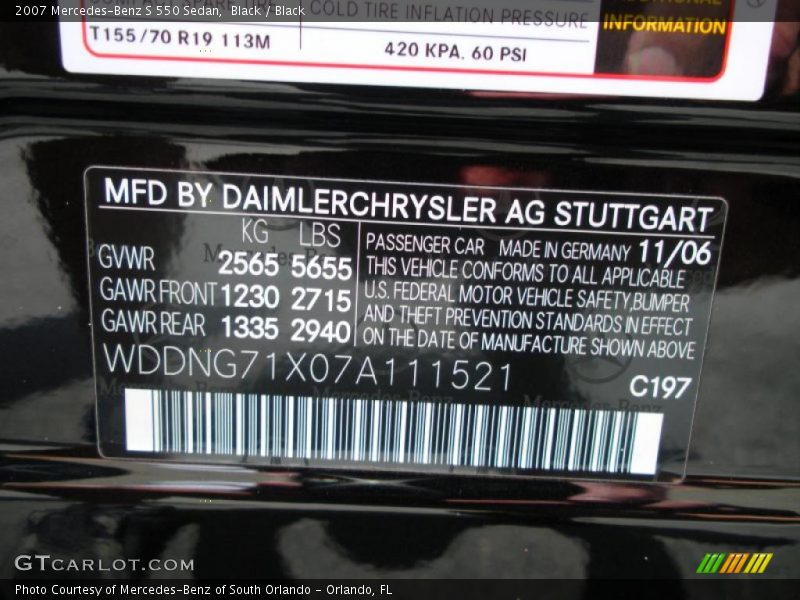 2007 Mercedes-Benz S 550 Sedan, Black / Black
COLD TIRE INFLATION PRESSURE
INFORMATION
T155/70 R19 113M
420 KPA. 60 PSI
MFD BY DAIMLERCHRYSLER AG STUTTGART
KG LBS
GVWR 2565 5655
GAWR FRONT 1230 2715
GAWR REAR 1335 2940
PASSENGER CAR MADE IN GERMANY 11/06
THIS VEHICLE CONFORMS TO ALL APPLICABLE
U.S. FEDERAL MOTOR VEHICLE SAFETY,BUMPER
AND THEFT PREVENTION STANDARDS IN EFFECT
ON THE DATE OF MANUFACTURE SHOWN ABOVE
WDDNG71X07A111521
C197
GTCARLOT.COM
Photo Courtesy of Mercedes-Benz of South Orlando - Orlando, FL